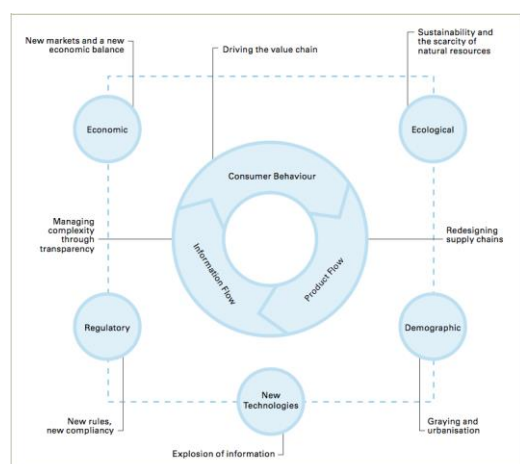 New markets and a new
economic balance
Driving the value chain
Sustainability and
the scarcity of
natural resources
Economic
Ecological
Consumer Behaviour
Managing
complexity
through
transparency
Information Flow
Product Flow
Redesigning
supply chains
Regulatory
Demographic
New
Technologies
New rules,
new compliancy
Graying and
urbanisation
Explosion of information